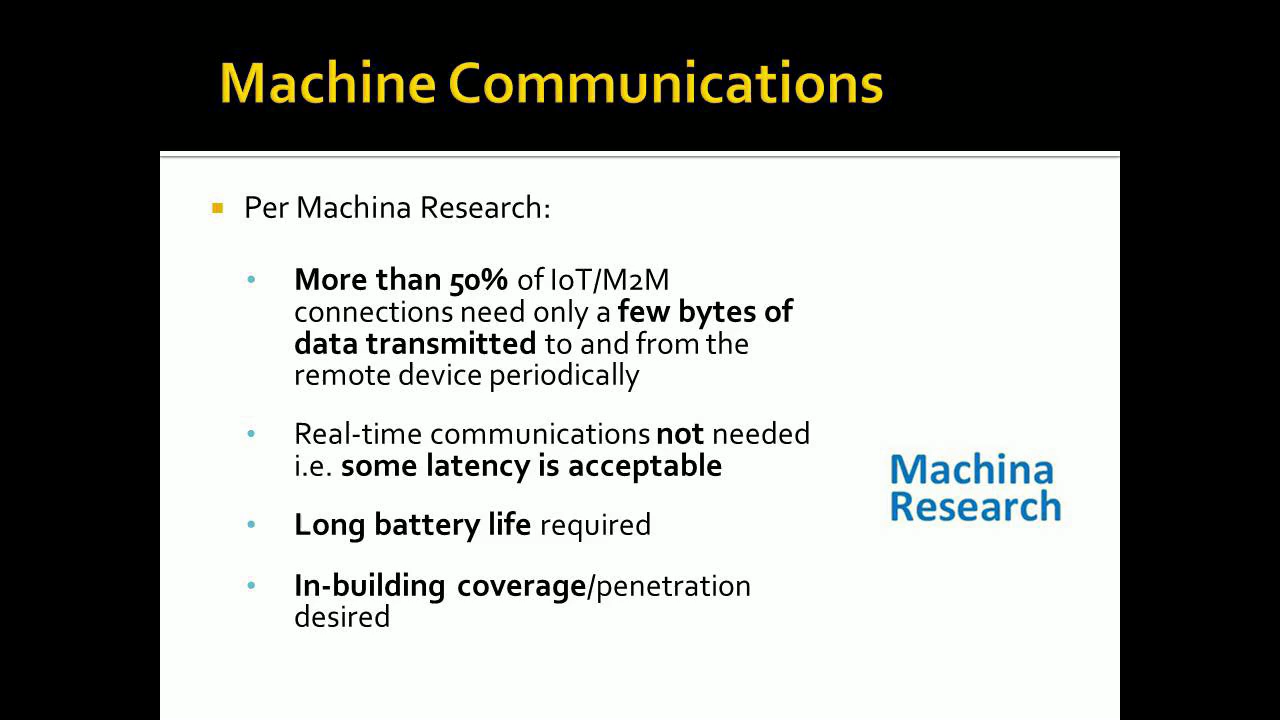 Machine Communications
Per Machina Research:
More than 50% of IoT/M2M
connections need only a few bytes of
data transmitted to and from the
remote device periodically
Real-time communications not needed
i.e. some latency is acceptable
Long battery life required
In-building coverage/penetration
desired
Machina
Research